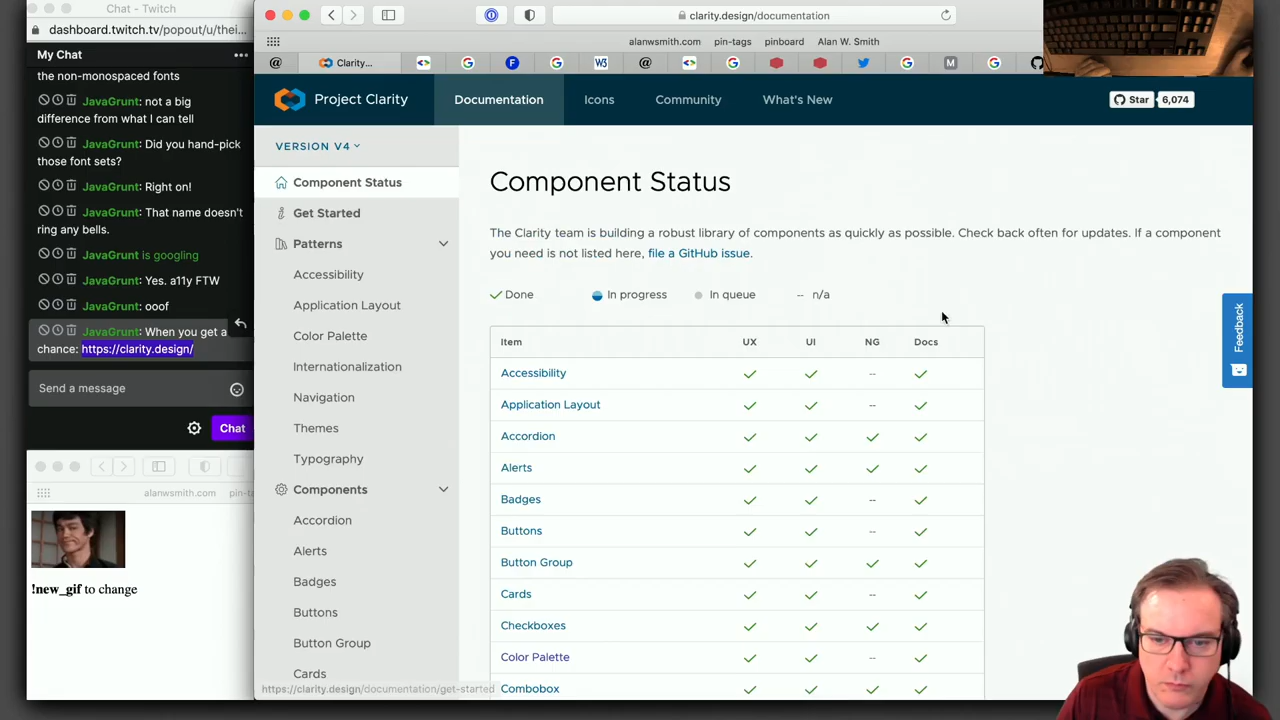 Chat - Twitch
dashboard.twitch.tv/popout/u/thei
My Chat
the non-monospaced fonts
JavaGrunt: not a big
difference from what I can tell
JavaGrunt: Did you hand-pick
those font sets?
JavaGrunt: Right on!
JavaGrunt: That name doesn't
ring any bells.
JavaGrunt is googling
JavaGrunt: Yes. a11y FTW
JavaGrunt: ooof
JavaGrunt: When you get a
chance: https://clarity.design/
Send a message
Chat
alanwsmith.com pin-ta
!new_gif to change
clarity.design/documentation
alanwsmith.com pin-tags pinboard Alan W. Smith
Clarity...
Project Clarity
Documentation
Icons
Community
What's New
Star 6,074
VERSION V4
Component Status
Get Started
Patterns
Accessibility
Application Layout
Color Palette
Internationalization
Navigation
Themes
Typography
Components
Accordion
Alerts
Badges
Buttons
Button Group
Cards
https://clarity.design/documentation/get-started
Component Status
The Clarity team is building a robust library of components as quickly as possible. Check back often for updates. If a component
you need is not listed here, file a GitHub issue.
Done In progress In queue -- n/a
Item UX UI NG Docs
Accessibility --
Application Layout --
Accordion
Alerts
Badges --
Buttons --
Button Group
Cards --
Checkboxes
Color Palette --
Combobox
Feedback